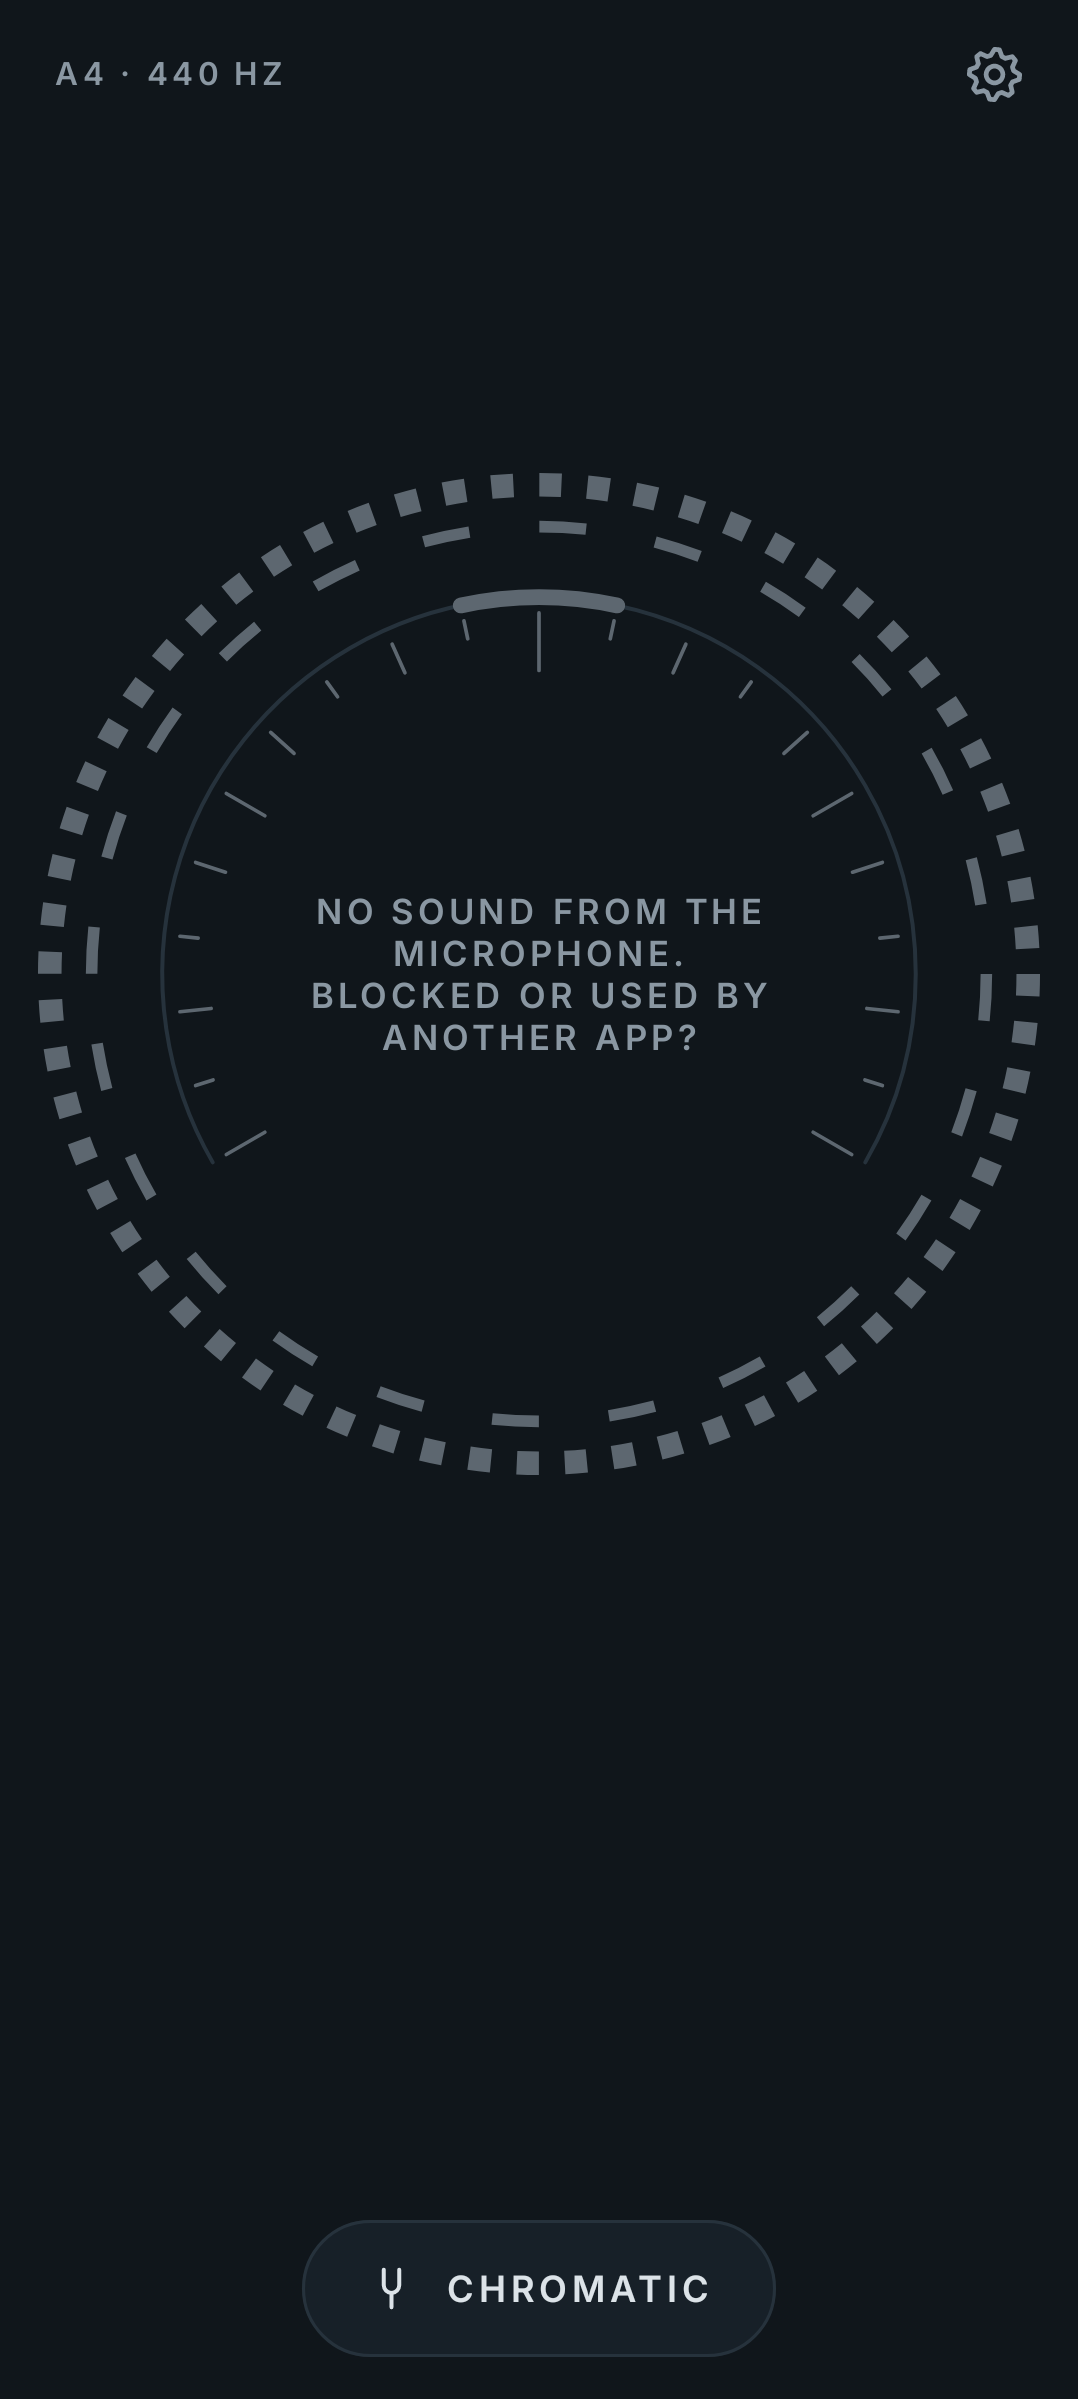 A4 · 440 HZ
NO SOUND FROM THE
MICROPHONE.
BLOCKED OR USED BY
ANOTHER APP?
CHROMATIC